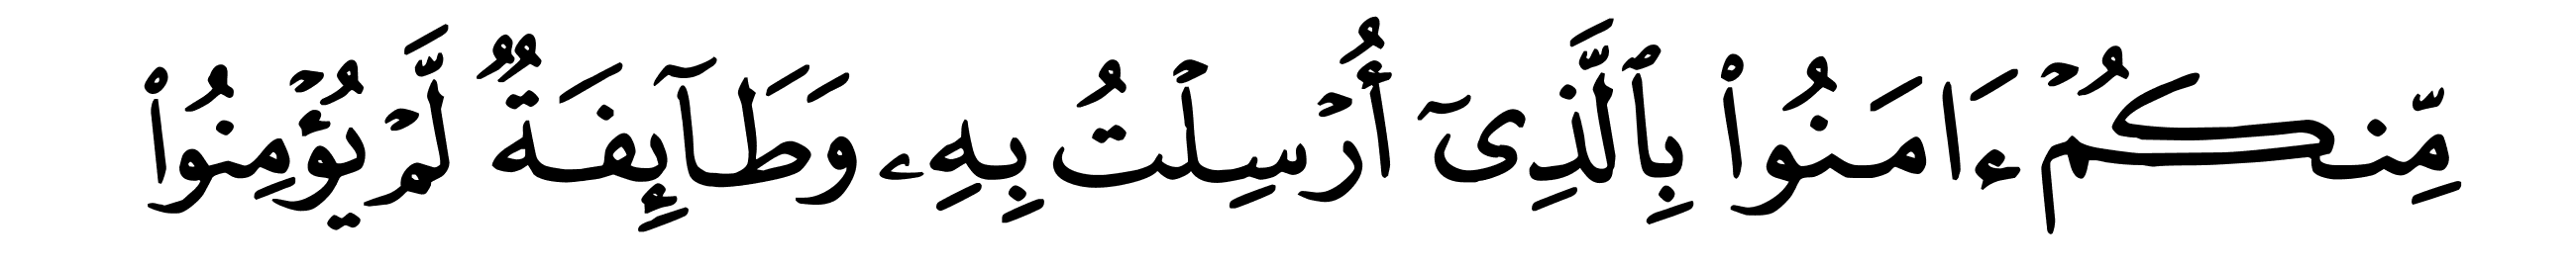 مِّنكُمْ ءَامَنُوا۟ بِٱلَّذِىٓ أُرْسِلْتُ بِهِۦ وَطَآئِفَةٌ لَّمْ يُؤْمِنُوا۟